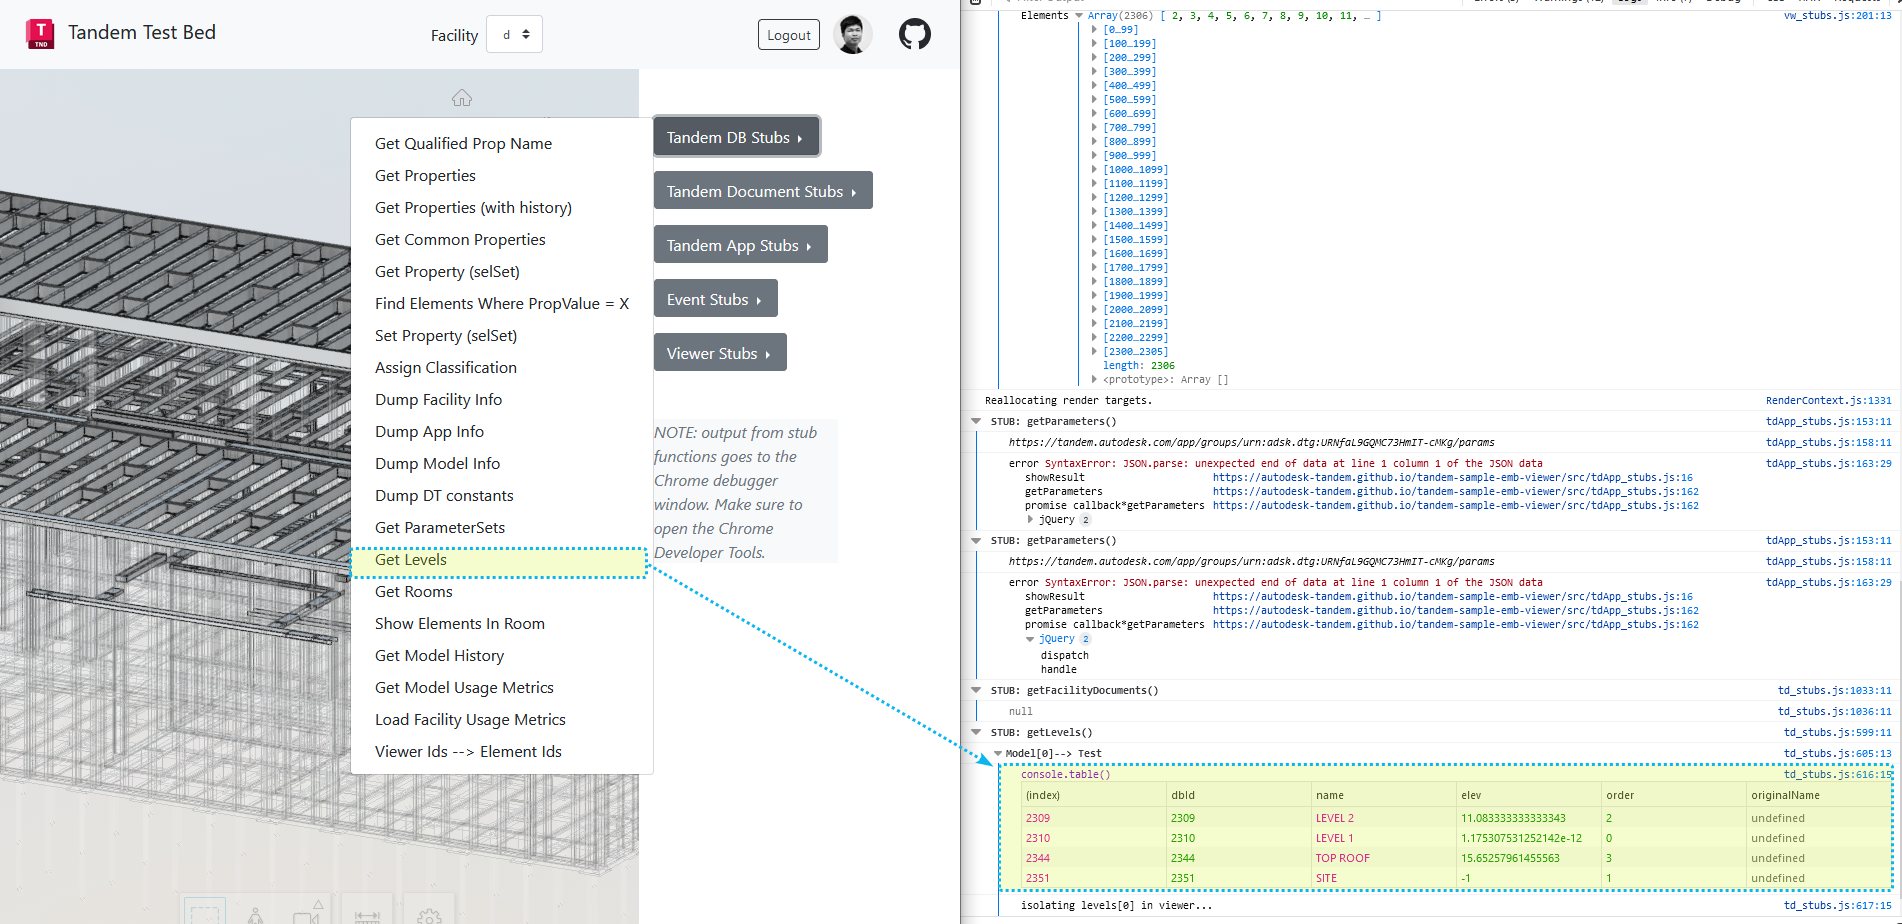 T
TND
Tandem Test Bed
Facility
d
Logout
Get Qualified Prop Name
Get Properties
Get Properties (with history)
Get Common Properties
Get Property (selSet)
Find Elements Where PropValue = X
Set Property (selSet)
Assign Classification
Dump Facility Info
Dump App Info
Dump Model Info
Dump DT constants
Get ParameterSets
Get Levels
Get Rooms
Show Elements In Room
Get Model History
Get Model Usage Metrics
Load Facility Usage Metrics
Viewer Ids --> Element Ids
Tandem DB Stubs
Tandem Document Stubs
Tandem App Stubs
Event Stubs
Viewer Stubs
NOTE: output from stub
functions goes to the
Chrome debugger
window. Make sure to
open the Chrome
Developer Tools.
Elements Array(2306) [ 2, 3, 4, 5, 6, 7, 8, 9, 10, 11, … ] vw_stubs.js:201:13
[0…99]
[100…199]
[200…299]
[300…399]
[400…499]
[500…599]
[600…699]
[700…799]
[800…899]
[900…999]
[1000…1099]
[1100…1199]
[1200…1299]
[1300…1399]
[1400…1499]
[1500…1599]
[1600…1699]
[1700…1799]
[1800…1899]
[1900…1999]
[2000…2099]
[2100…2199]
[2200…2299]
[2300…2305]
length: 2306
<prototype>: Array []
Reallocating render targets. RenderContext.js:1331
STUB: getParameters() tdApp_stubs.js:153:11
https://tandem.autodesk.com/app/groups/urn:adsk.dtg:URNfaL9GQMC73HmIT-cMKg/params tdApp_stubs.js:158:11
error SyntaxError: JSON.parse: unexpected end of data at line 1 column 1 of the JSON data tdApp_stubs.js:163:29
showResult https://autodesk-tandem.github.io/tandem-sample-emb-viewer/src/tdApp_stubs.js:16
getParameters https://autodesk-tandem.github.io/tandem-sample-emb-viewer/src/tdApp_stubs.js:162
promise callback*getParameters https://autodesk-tandem.github.io/tandem-sample-emb-viewer/src/tdApp_stubs.js:162
jQuery 2
STUB: getParameters() tdApp_stubs.js:153:11
https://tandem.autodesk.com/app/groups/urn:adsk.dtg:URNfaL9GQMC73HmIT-cMKg/params tdApp_stubs.js:158:11
error SyntaxError: JSON.parse: unexpected end of data at line 1 column 1 of the JSON data tdApp_stubs.js:163:29
showResult https://autodesk-tandem.github.io/tandem-sample-emb-viewer/src/tdApp_stubs.js:16
getParameters https://autodesk-tandem.github.io/tandem-sample-emb-viewer/src/tdApp_stubs.js:162
promise callback*getParameters https://autodesk-tandem.github.io/tandem-sample-emb-viewer/src/tdApp_stubs.js:162
jQuery 2
dispatch
handle
STUB: getFacilityDocuments() td_stubs.js:1033:11
null td_stubs.js:1036:11
STUB: getLevels() td_stubs.js:599:11
Model[0]--> Test td_stubs.js:605:13
console.table() td_stubs.js:616:15
(index) dbId name elev order originalName
2309 2309 LEVEL 2 11.083333333333343 2 undefined
2310 2310 LEVEL 1 1.175307531252142e-12 0 undefined
2344 2344 TOP ROOF 15.65257961455563 3 undefined
2351 2351 SITE -1 1 undefined
isolating levels[0] in viewer... td_stubs.js:617:15